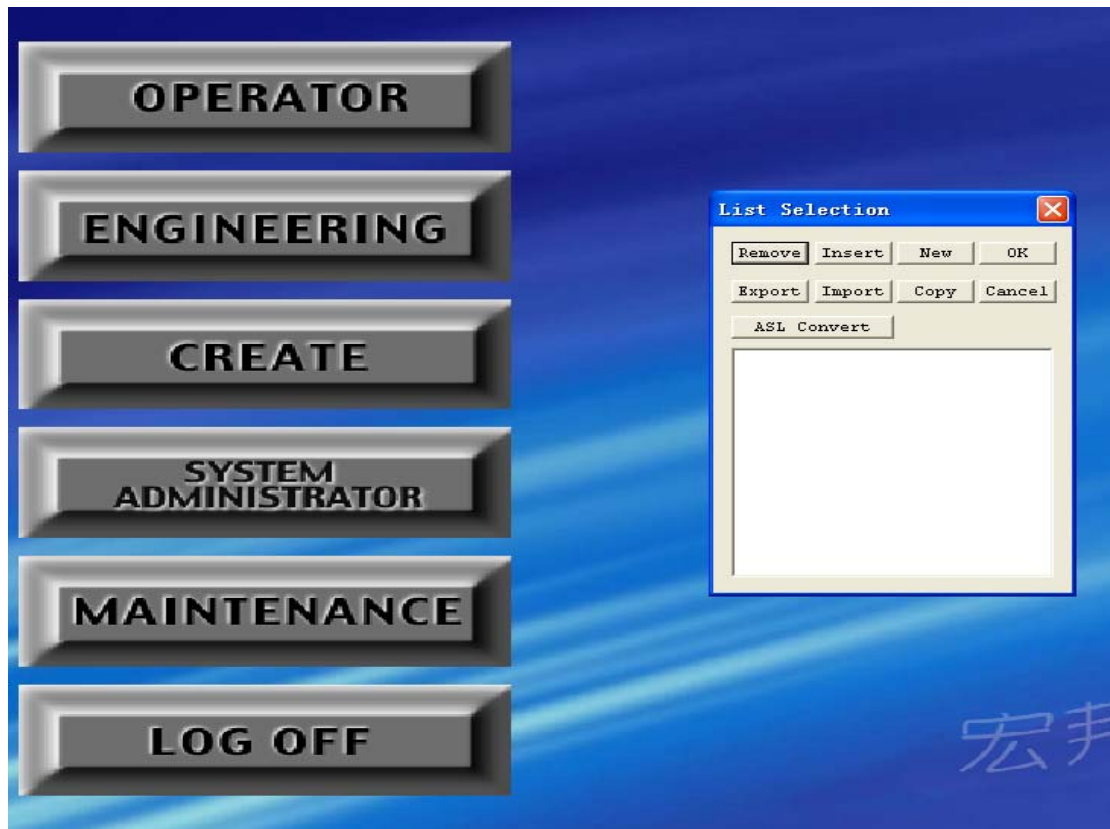 OPERATOR
ENGINEERING
CREATE
SYSTEM
ADMINISTRATOR
MAINTENANCE
LOG OFF
List Selection
Remove Insert New OK
Export Import Copy Cancel
ASL Convert
宏邦